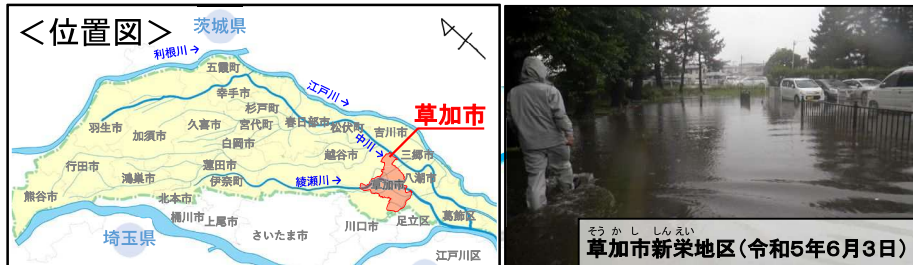 ＜位置図＞
茨城県
利根川→
五霞町
江戸川→
幸手市
杉戸町
草加市
羽生市
加須市
久喜市
宮代町
春日部市
松伏町
吉川市
中川→
白岡市
越谷市
三郷市
行田市
蓮田市
鴻巣市
伊奈町
綾瀬川→
草加市
八潮市
熊谷市
北本市
桶川市
上尾市
川口市
足立区
葛飾区
埼玉県
さいたま市
江戸川区
そうかし しんえい
草加市新栄地区（令和5年6月3日）